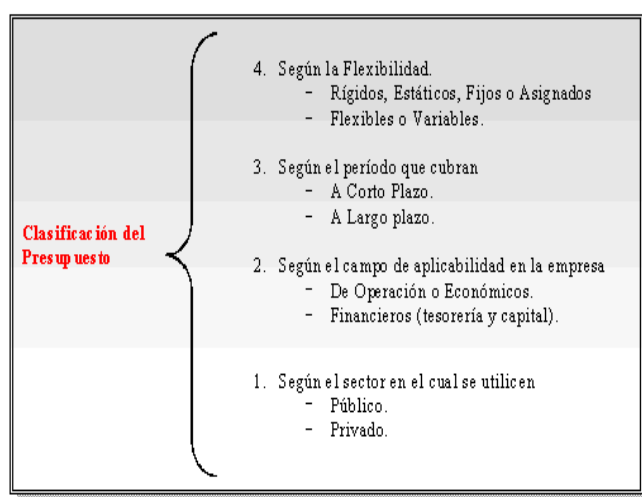 Clasificación del
Presupuesto
4. Según la Flexibilidad.
- Rígidos, Estáticos, Fijos o Asignados
- Flexibles o Variables.
3. Según el período que cubran
- A Corto Plazo.
- A Largo plazo.
2. Según el campo de aplicabilidad en la empresa
- De Operación o Económicos.
- Financieros (tesorería y capital).
1. Según el sector en el cual se utilicen
- Público.
- Privado.